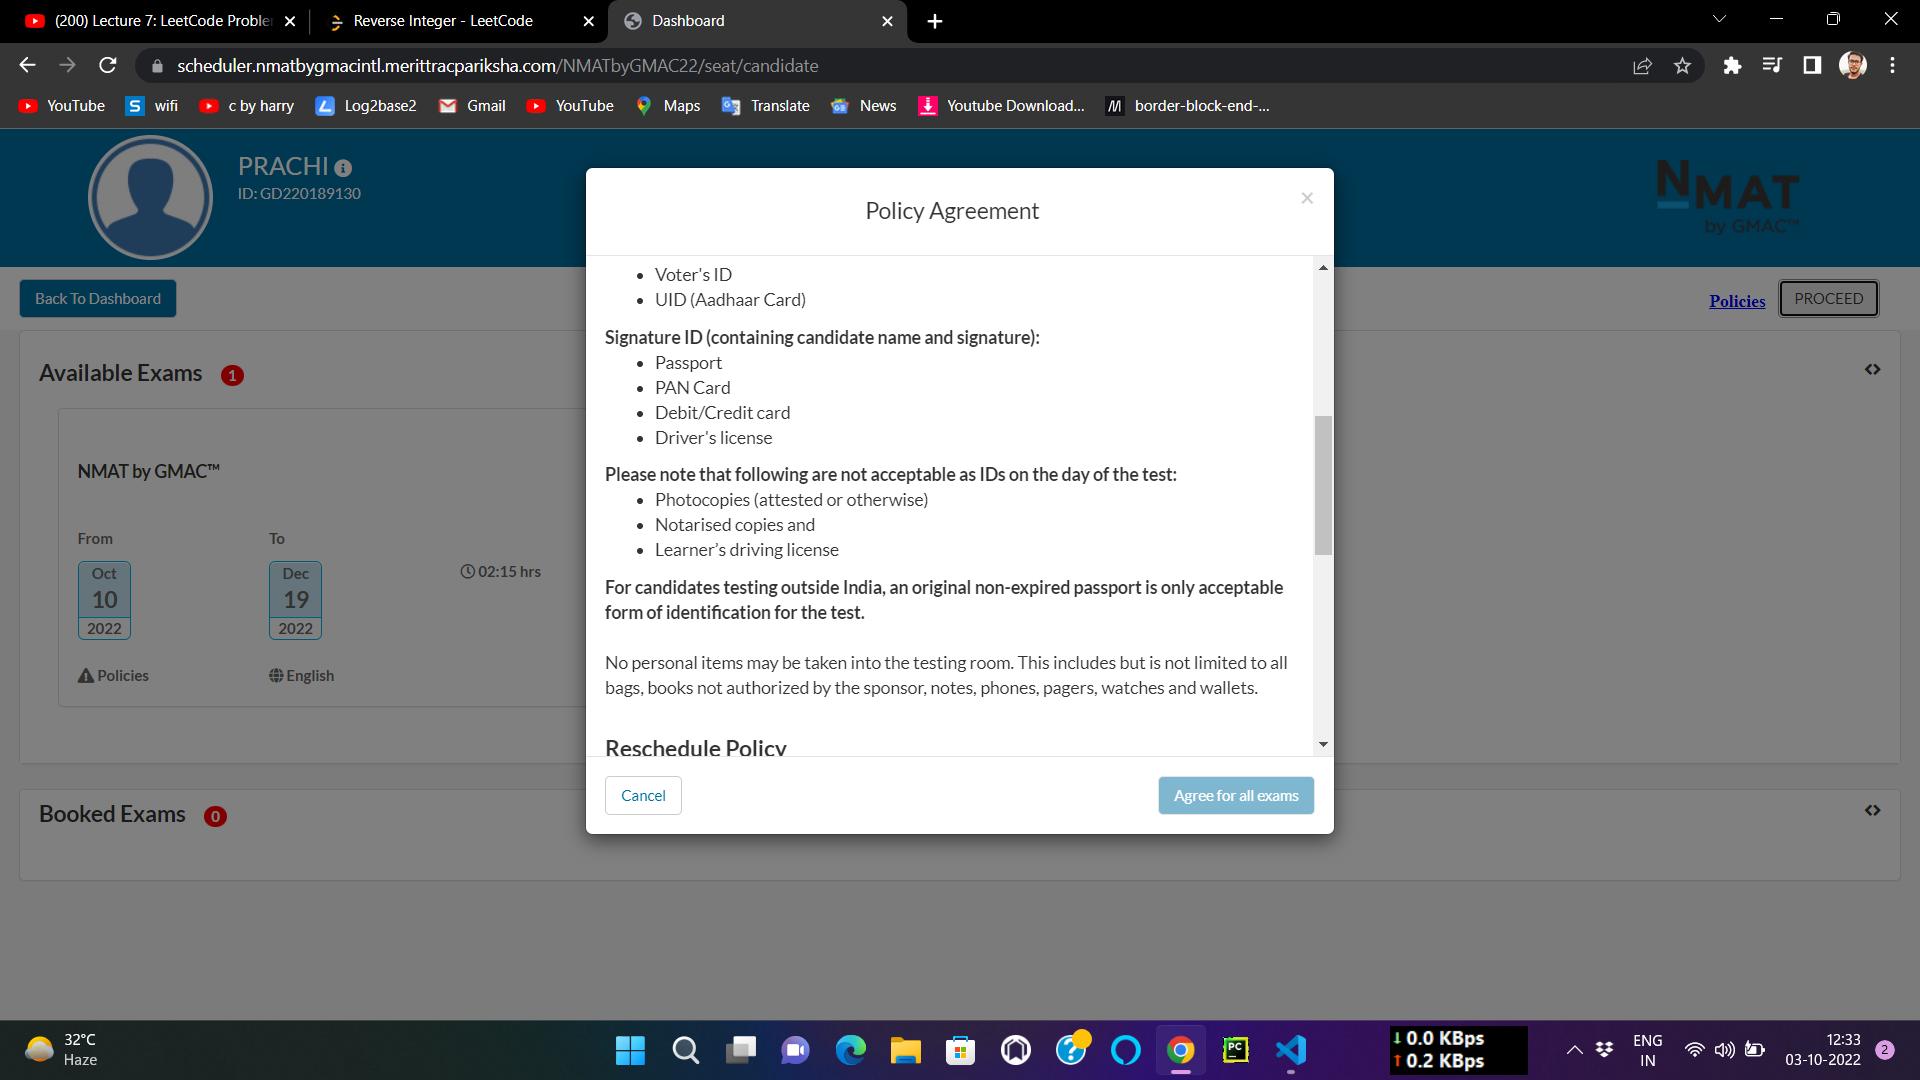 (200) Lecture 7: LeetCode Proble
Reverse Integer - LeetCode
Dashboard
scheduler.nmatbygmacintl.merittracpariksha.com/NMATbyGMAC22/seat/candidate
YouTube
wifi
c by harry
Log2base2
Gmail
YouTube
Maps
Translate
News
Youtube Download...
border-block-end-...
PRACHI
ID: GD220189130
NMAT
by GMAC™
Back To Dashboard
Policies
PROCEED
Available Exams 1
NMAT by GMAC™
From
To
Oct
10
2022
Dec
19
2022
02:15 hrs
Policies
English
Booked Exams 0
Policy Agreement
×
• Voter's ID
• UID (Aadhaar Card)
Signature ID (containing candidate name and signature):
• Passport
• PAN Card
• Debit/Credit card
• Driver's license
Please note that following are not acceptable as IDs on the day of the test:
• Photocopies (attested or otherwise)
• Notarised copies and
• Learner’s driving license
For candidates testing outside India, an original non-expired passport is only acceptable
form of identification for the test.
No personal items may be taken into the testing room. This includes but is not limited to all
bags, books not authorized by the sponsor, notes, phones, pagers, watches and wallets.
Reschedule Policy
Cancel
Agree for all exams
32°C
Haze
PC
0.0 KBps
0.2 KBps
ENG
IN
12:33
03-10-2022
2